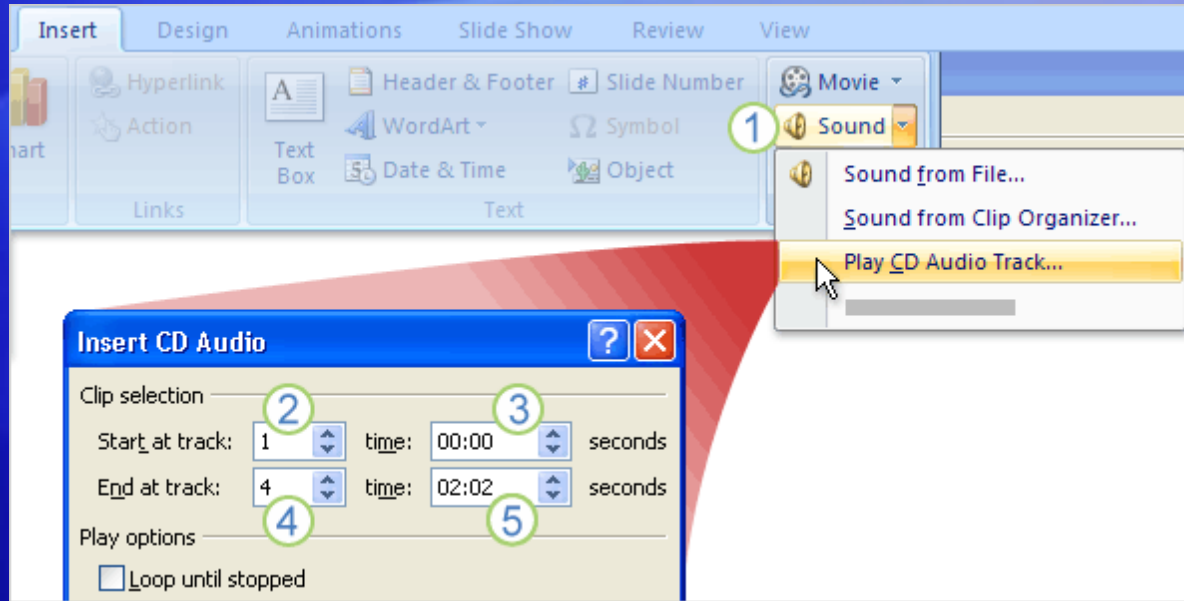 Insert Design Animations Slide Show Review View
Hyperlink
Action
Links
A
Text
Box
Header & Footer
WordArt
Date & Time
# Slide Number
Ω Symbol
Object
Text
Movie
1 Sound
Sound from File...
Sound from Clip Organizer...
Play CD Audio Track...
Insert CD Audio ?
Clip selection
2 3
Start at track: 1 time: 00:00 seconds
End at track: 4 time: 02:02 seconds
4 5
Play options
Loop until stopped